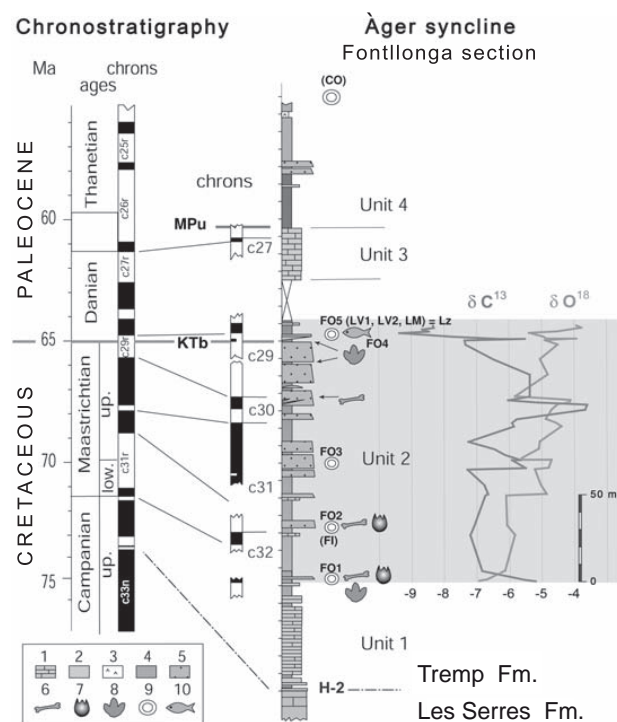 Chronostratigraphy
Àger syncline
Fontllonga section
Ma
chrons
ages
(CO)
PALEOCENE
CRETACEOUS
Thanetian
Danian
Maastrichtian
up.
low.
Campanian
up.
60
65
70
75
c25r
c26r
c27r
c29r
c31r
c33n
chrons
MPu
KTb
c27
c29
c30
c31
c32
Unit 4
Unit 3
Unit 2
Unit 1
δ C13
δ O18
FO5 (LV1, LV2, LM) = Lz
FO4
FO3
FO2
(FI)
FO1
50 m
0
-9 -8 -7 -6 -5 -4
H-2
Tremp Fm.
Les Serres Fm.
1 2 3 4 5
6 7 8 9 10